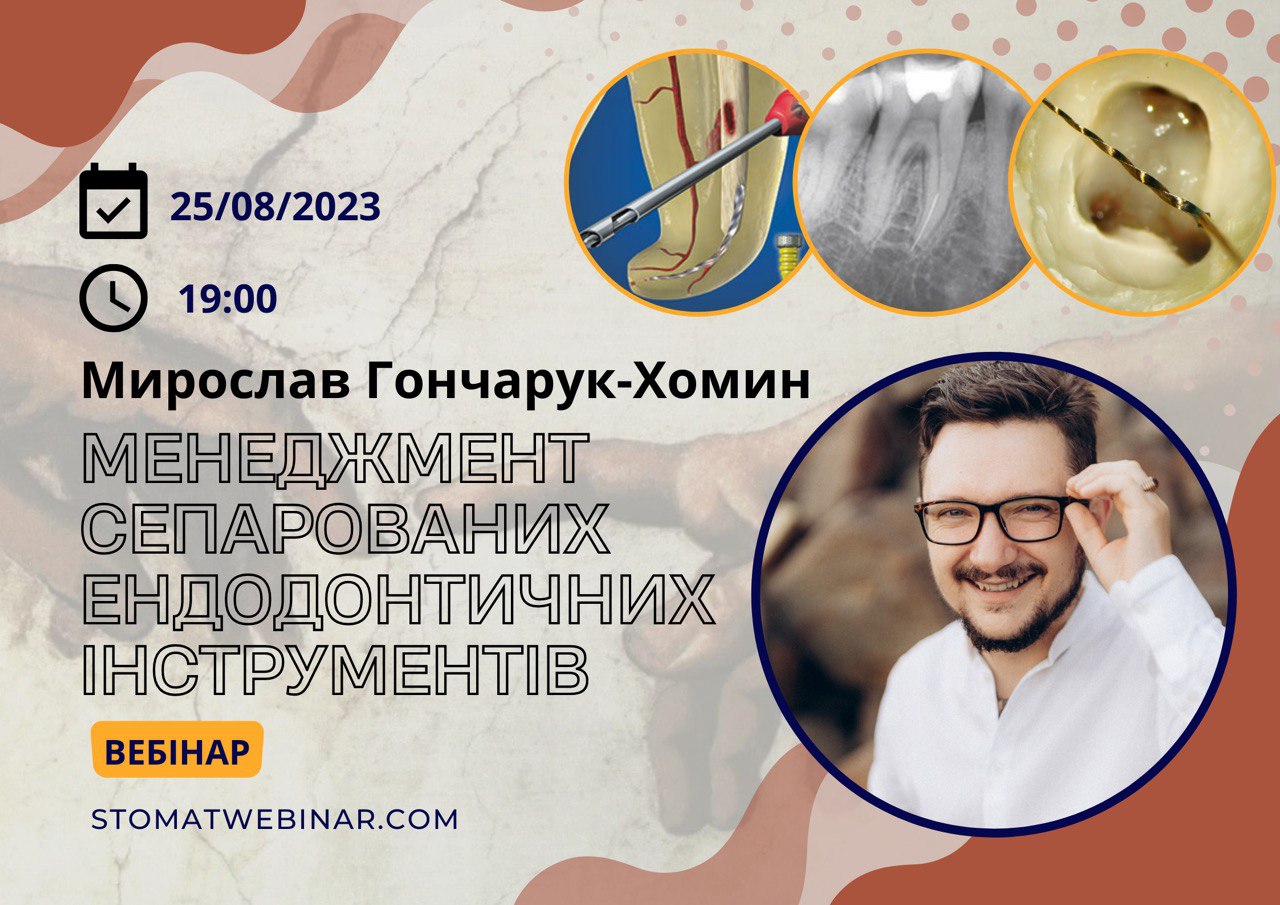 25/08/2023
19:00
Мирослав Гончарук-Хомин
МЕНЕДЖМЕНТ
СЕПАРОВАНИХ
ЕНДОДОНТИЧНИХ
ІНСТРУМЕНТІВ
ВЕБІНАР
STOMATWEBINAR.COM